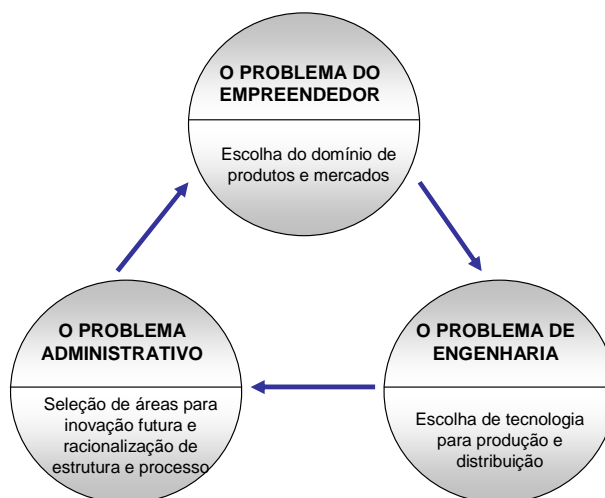 O PROBLEMA DO
EMPREENDEDOR
Escolha do domínio de
produtos e mercados
O PROBLEMA
ADMINISTRATIVO
Seleção de áreas para
inovação futura e
racionalização de
estrutura e processo
O PROBLEMA DE
ENGENHARIA
Escolha de tecnologia
para produção e
distribuição